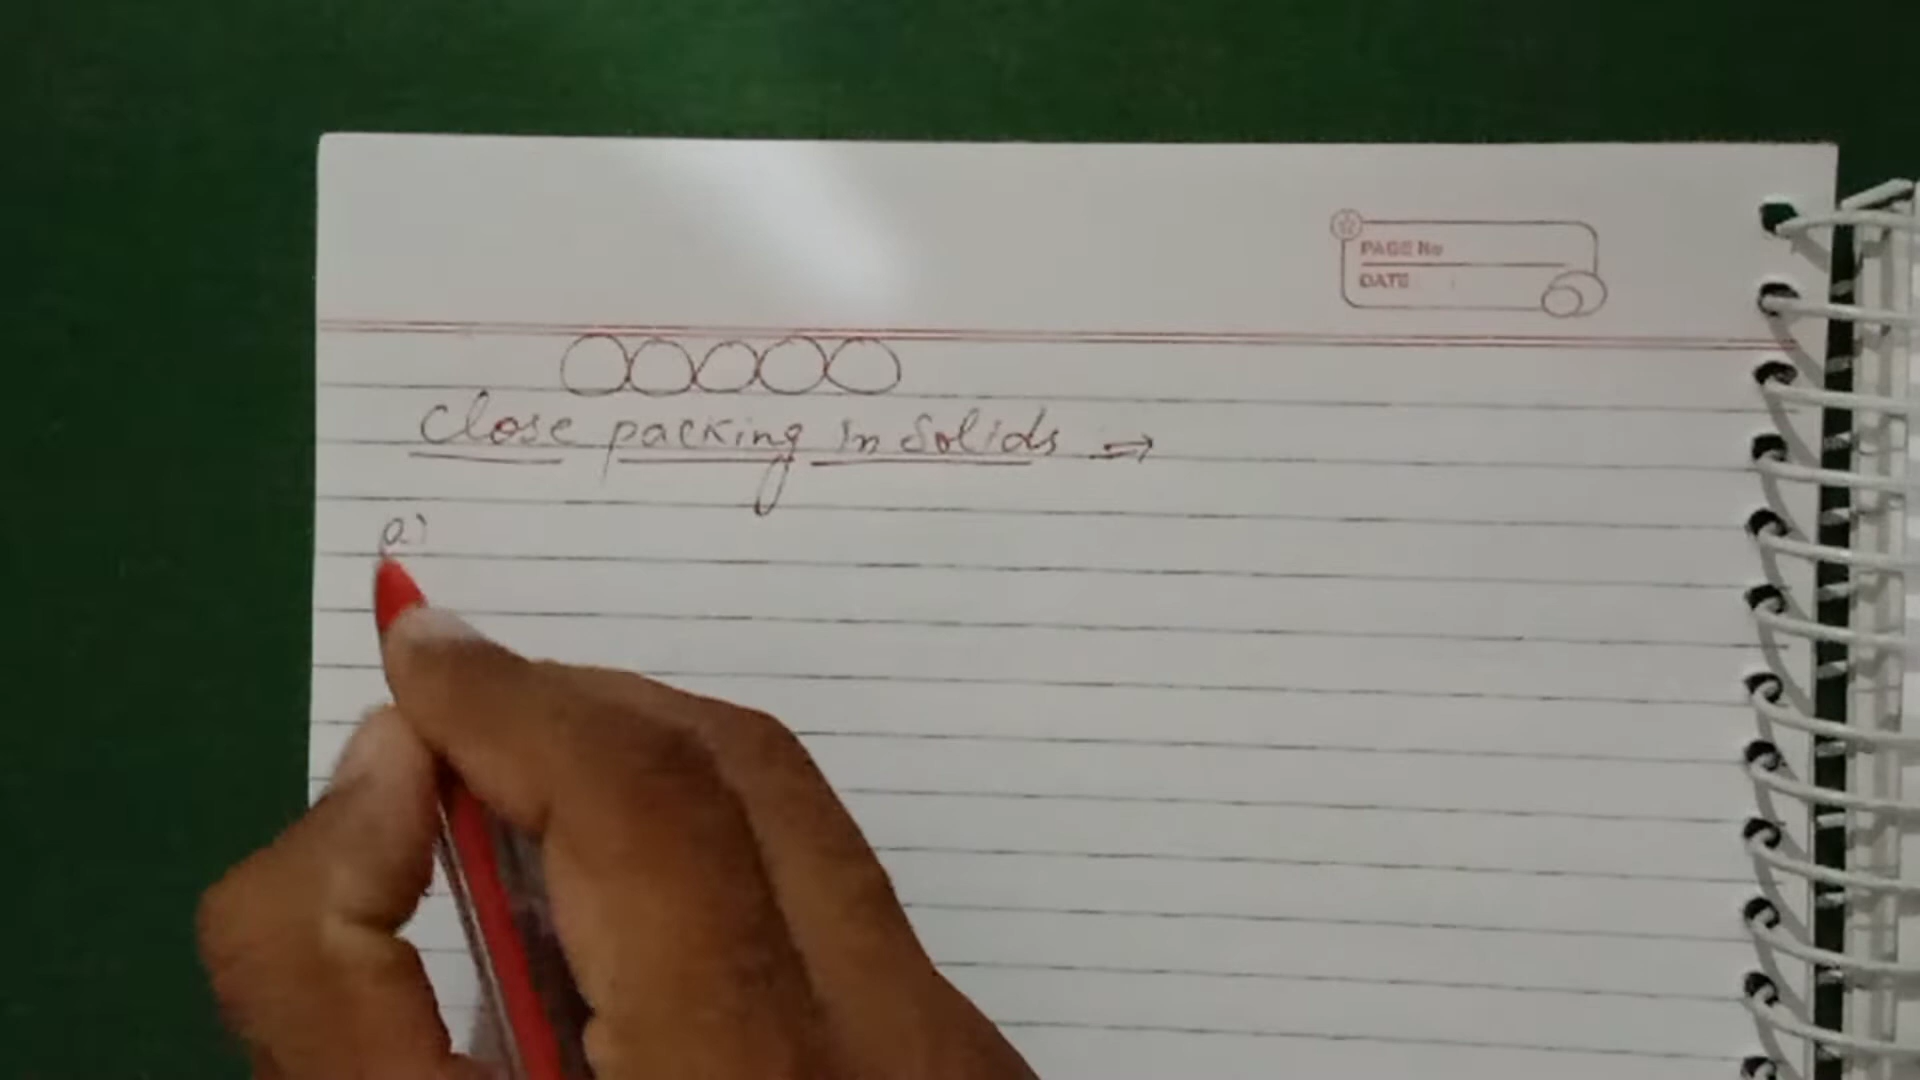 PAGE No
DATE
Close packing in Solids ⇒
a)